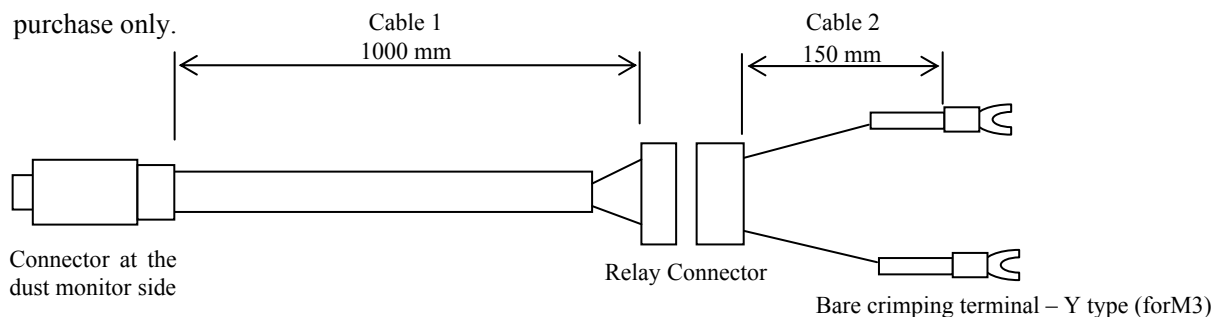 purchase only.
Cable 1
1000 mm
Cable 2
150 mm
Connector at the
dust monitor side
Relay Connector
Bare crimping terminal – Y type (forM3)